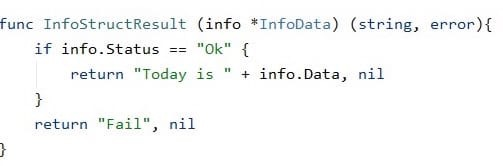 func InfoStructResult (info *InfoData) (string, error){
if info.Status == "Ok" {
return "Today is " + info.Data, nil
}
return "Fail", nil
}